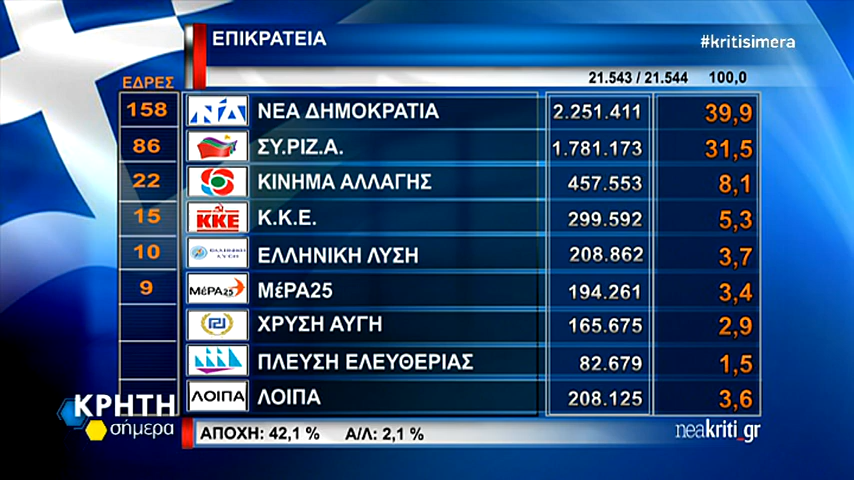 ΕΠΙΚΡΑΤΕΙΑ #kritisimera
ΕΔΡΕΣ 21.543 / 21.544 100,0
158 ΝΔ ΝΕΑ ΔΗΜΟΚΡΑΤΙΑ 2.251.411 39,9
86 ΣΥ.ΡΙΖ.Α. 1.781.173 31,5
22 ΚΙΝΗΜΑ ΑΛΛΑΓΗΣ 457.553 8,1
15 ΚΚΕ Κ.Κ.Ε. 299.592 5,3
10 ΕΛΛΗΝΙΚΗ ΛΥΣΗ ΕΛΛΗΝΙΚΗ ΛΥΣΗ 208.862 3,7
9 ΜέΡΑ25 ΜέΡΑ25 194.261 3,4
ΧΡΥΣΗ ΑΥΓΗ 165.675 2,9
ΠΛΕΥΣΗ ΕΛΕΥΘΕΡΙΑΣ 82.679 1,5
ΛΟΙΠΑ ΛΟΙΠΑ 208.125 3,6
ΚΡΗΤΗ
σήμερα
ΑΠΟΧΗ: 42,1 % Α/Λ: 2,1 % neakriti_gr